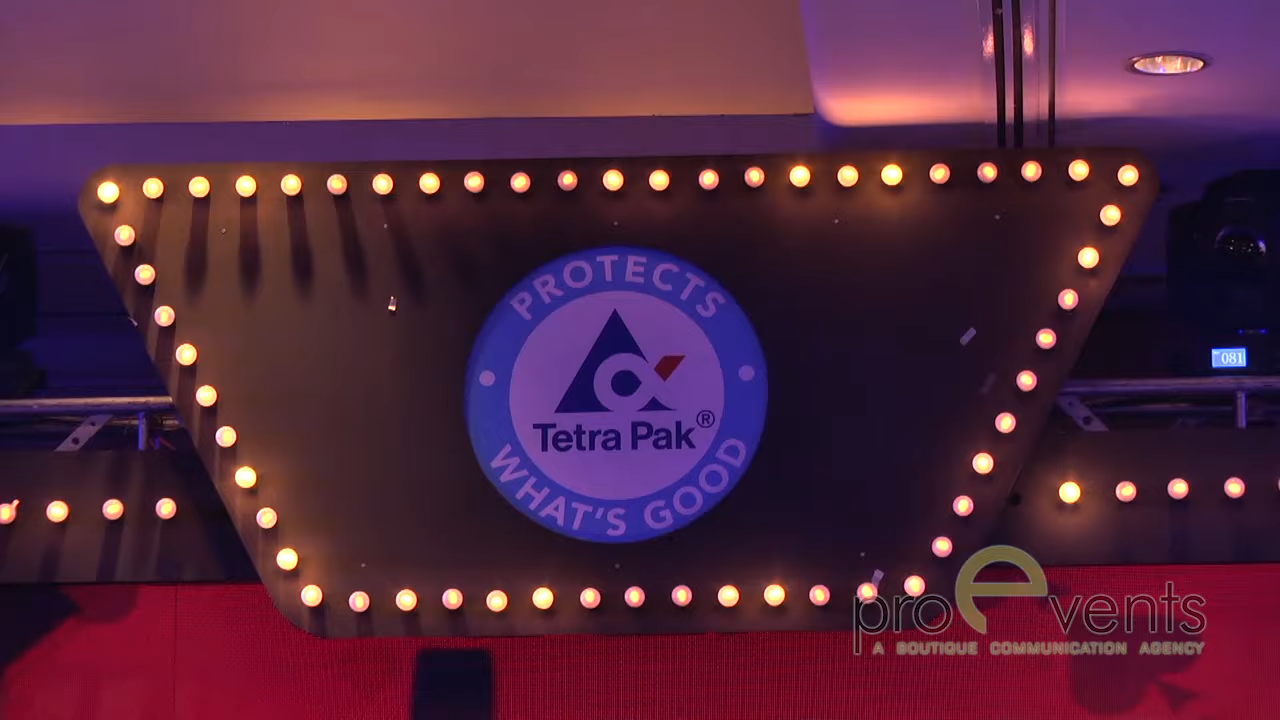 PROTECTS
Tetra Pak®
WHAT'S GOOD
081
proevents
A BOUTIQUE COMMUNICATION AGENCY